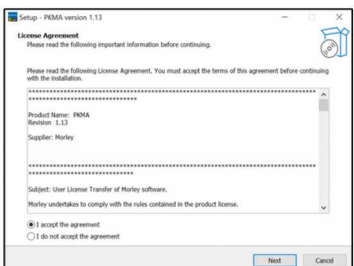 Setup - PKMA version 1.13
License Agreement
Please read the following important information before continuing.
Please read the following License Agreement. You must accept the terms of this agreement before continuing
with the installation.
********************************************************************************
*******************************
Product Name: PKMA
Revision 1.13
Supplier: Morley
********************************************************************************
******************************
Subject: User License Transfer of Morley software.
Morley undertakes to comply with the rules contained in the product license.
I accept the agreement
I do not accept the agreement
Next
Cancel